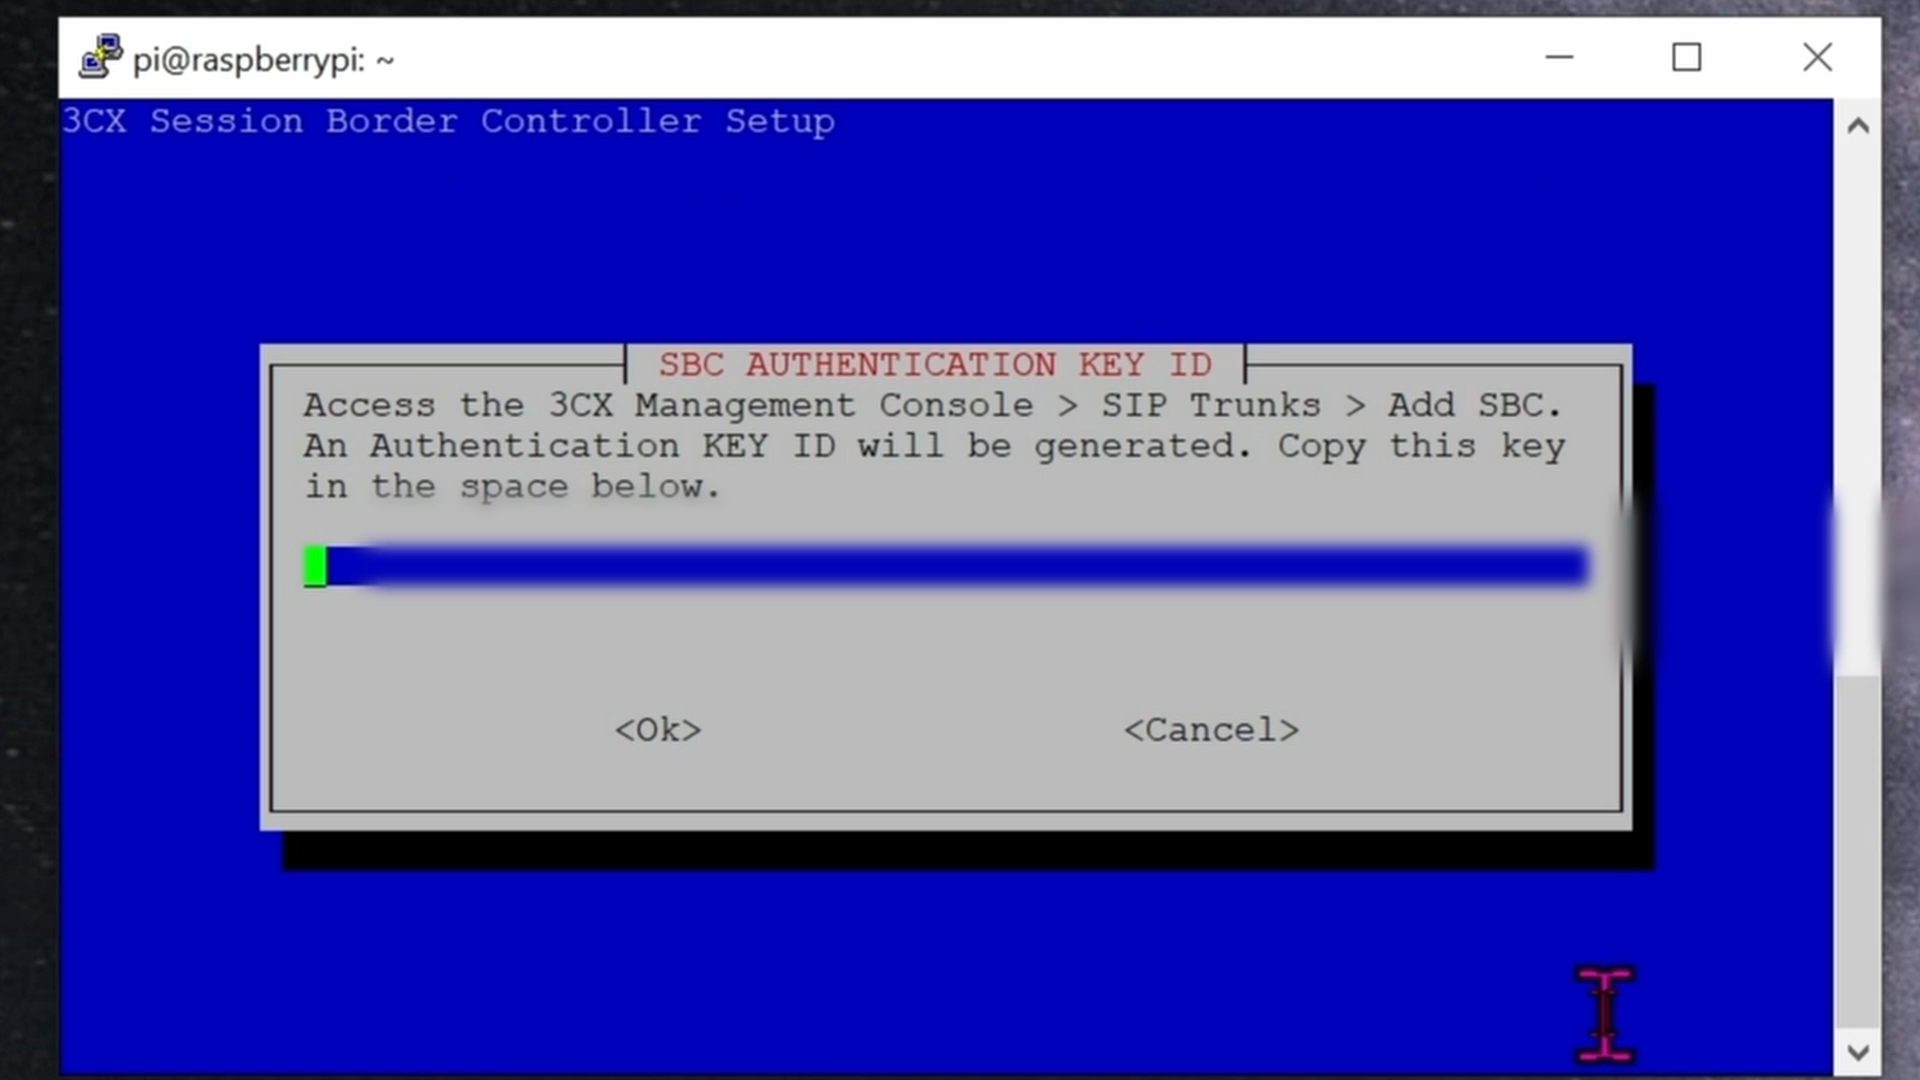 pi@raspberrypi: ~
3CX Session Border Controller Setup
SBC AUTHENTICATION KEY ID
Access the 3CX Management Console > SIP Trunks > Add SBC.
An Authentication KEY ID will be generated. Copy this key
in the space below.
<Ok> <Cancel>